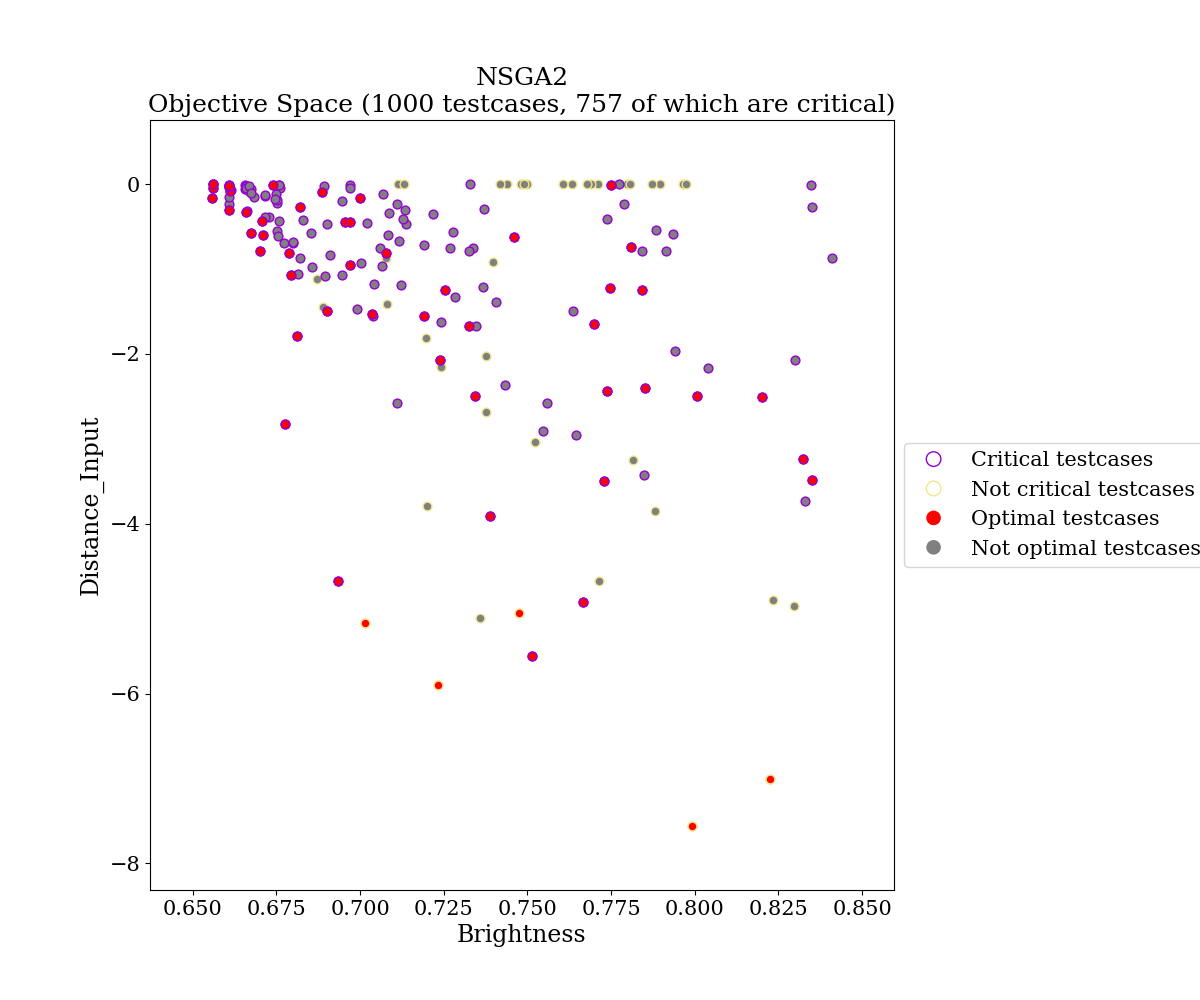 NSGA2
Objective Space (1000 testcases, 757 of which are critical)
0
−2
−4
−6
−8
Distance_Input
0.650 0.675 0.700 0.725 0.750 0.775 0.800 0.825 0.850
Brightness
Critical testcases
Not critical testcases
Optimal testcases
Not optimal testcases